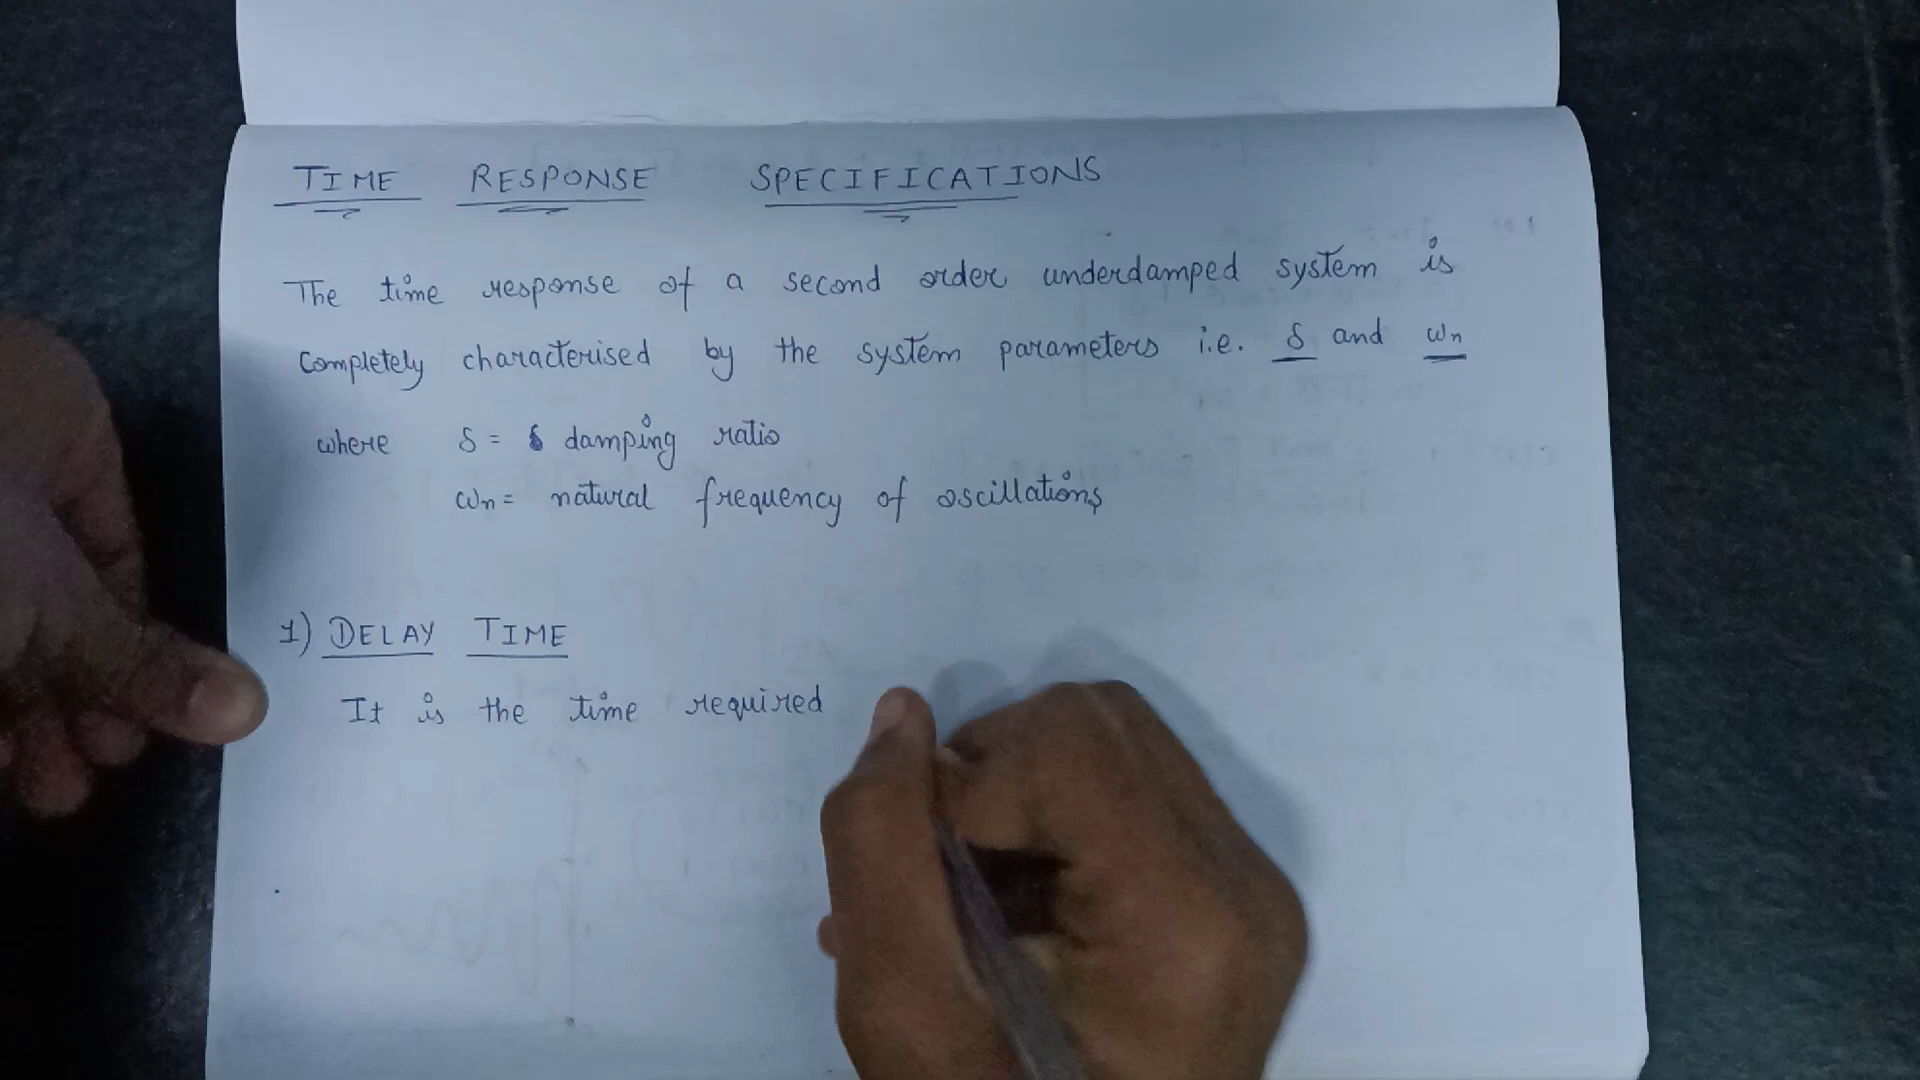 TIME RESPONSE SPECIFICATIONS
The time response of a second order underdamped system is
completely characterised by the system parameters i.e. δ and ωn
where δ = damping ratio
ωn = natural frequency of oscillations
1) DELAY TIME
It is the time required